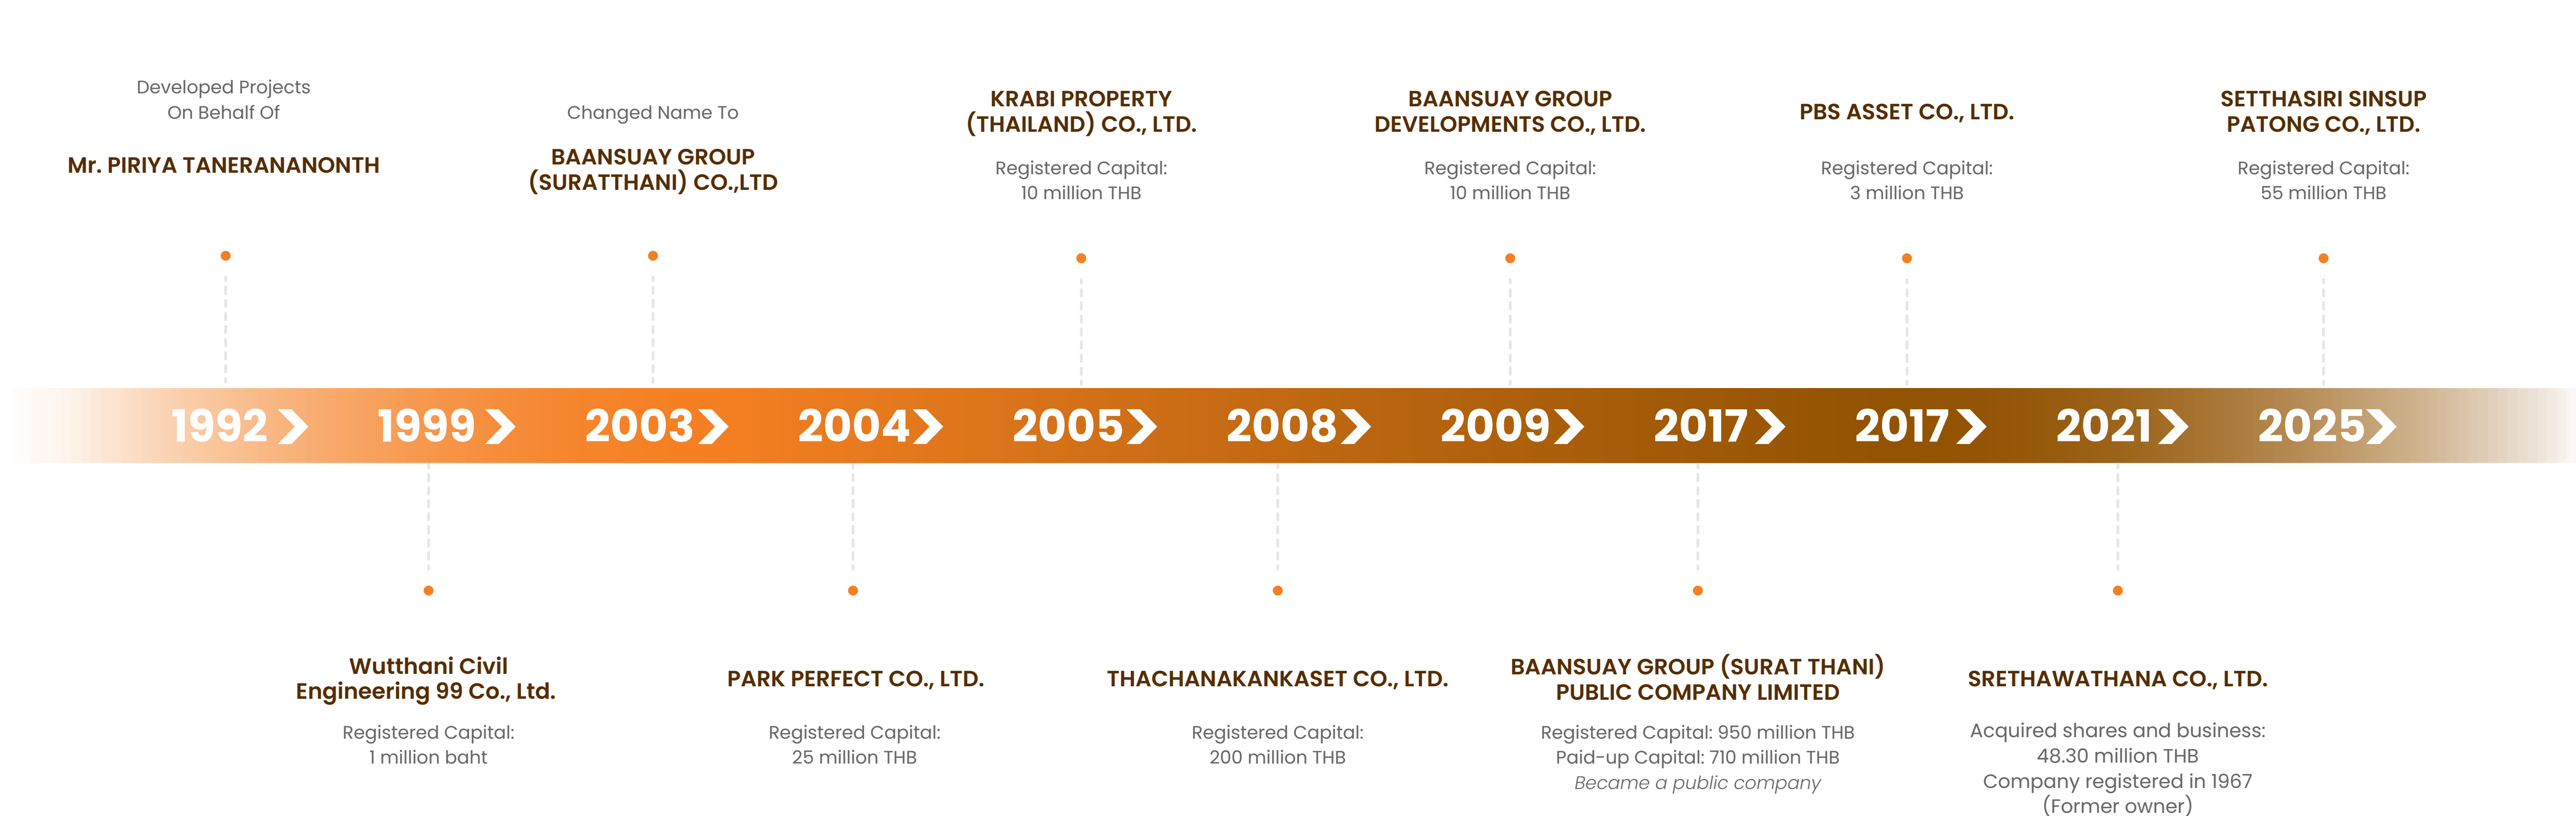 Developed Projects
On Behalf Of
Mr. PIRIYA TANERANANONTH
Changed Name To
BAANSUAY GROUP
(SURATTHANI) CO.,LTD
KRABI PROPERTY
(THAILAND) CO., LTD.
Registered Capital:
10 million THB
BAANSUAY GROUP
DEVELOPMENTS CO., LTD.
Registered Capital:
10 million THB
PBS ASSET CO., LTD.
Registered Capital:
3 million THB
SETTHASIRI SINSUP
PATONG CO., LTD.
Registered Capital:
55 million THB
1992 1999 2003 2004 2005 2008 2009 2017 2017 2021 2025
Wutthani Civil
Engineering 99 Co., Ltd.
Registered Capital:
1 million baht
PARK PERFECT CO., LTD.
Registered Capital:
25 million THB
THACHANAKANKASET CO., LTD.
Registered Capital:
200 million THB
BAANSUAY GROUP (SURAT THANI)
PUBLIC COMPANY LIMITED
Registered Capital: 950 million THB
Paid-up Capital: 710 million THB
Became a public company
SRETHAWATHANA CO., LTD.
Acquired shares and business:
48.30 million THB
Company registered in 1967
(Former owner)